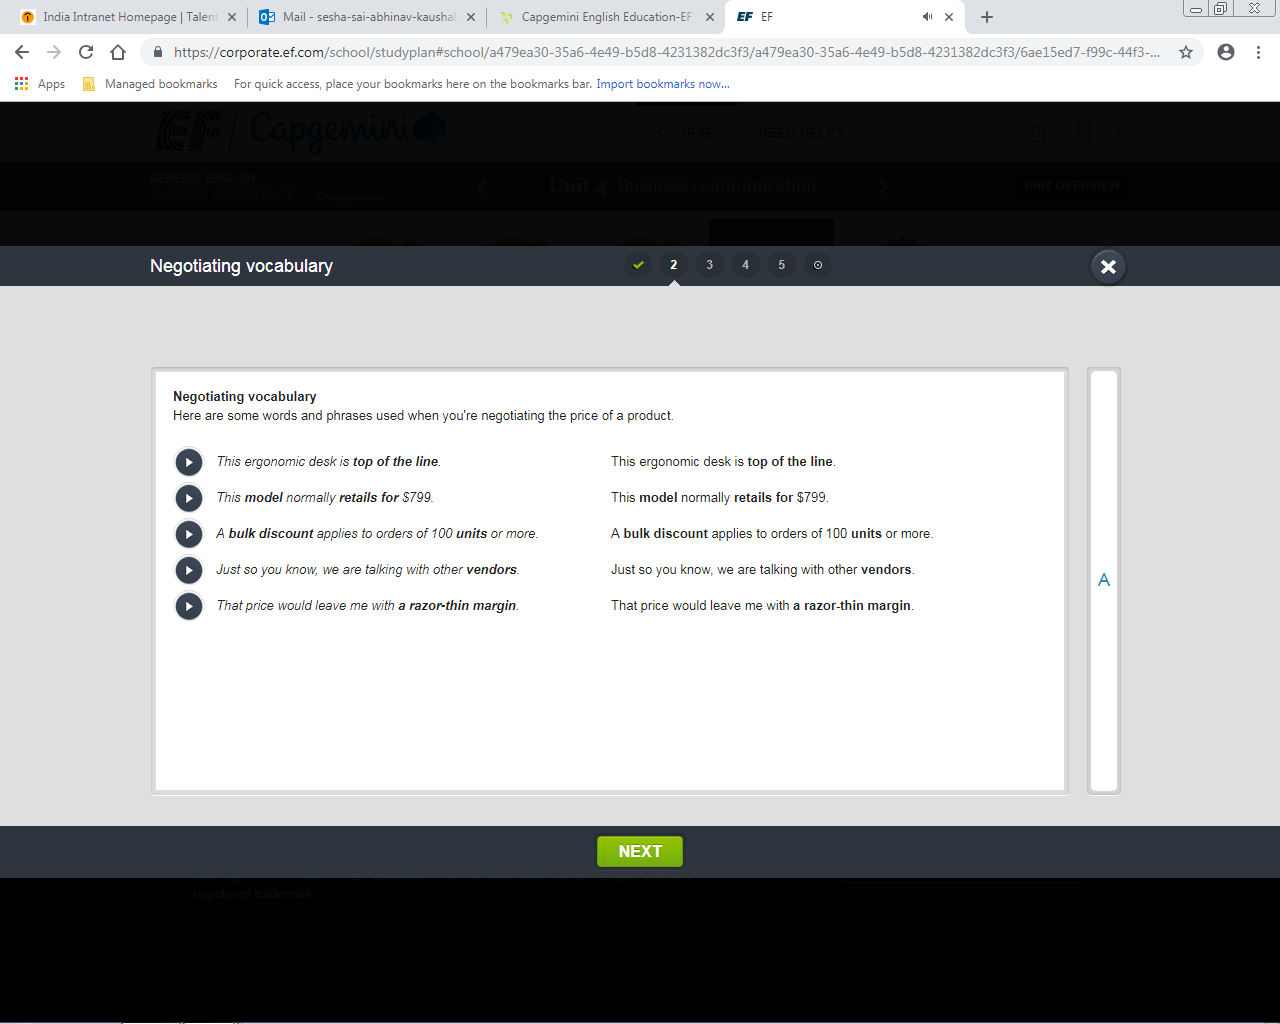 India Intranet Homepage | Talent
Mail - sesha-sai-abhinav-kaushal
Capgemini English Education-EF
EF EF
https://corporate.ef.com/school/studyplan#school/a479ea30-35a6-4e49-b5d8-4231382dc3f3/a479ea30-35a6-4e49-b5d8-4231382dc3f3/6ae15ed7-f99c-44f3-...
Apps Managed bookmarks For quick access, place your bookmarks here on the bookmarks bar. Import bookmarks now...
EF Capgemini COURSE NEED HELP?
GENERAL ENGLISH
Unit 4 Business communication
UNIT OVERVIEW
Change course
Negotiating vocabulary 2 3 4 5
Negotiating vocabulary
Here are some words and phrases used when you're negotiating the price of a product.
This ergonomic desk is top of the line. This ergonomic desk is top of the line.
This model normally retails for $799. This model normally retails for $799.
A bulk discount applies to orders of 100 units or more. A bulk discount applies to orders of 100 units or more.
Just so you know, we are talking with other vendors. Just so you know, we are talking with other vendors.
That price would leave me with a razor-thin margin. That price would leave me with a razor-thin margin.
A
NEXT
registered trademark